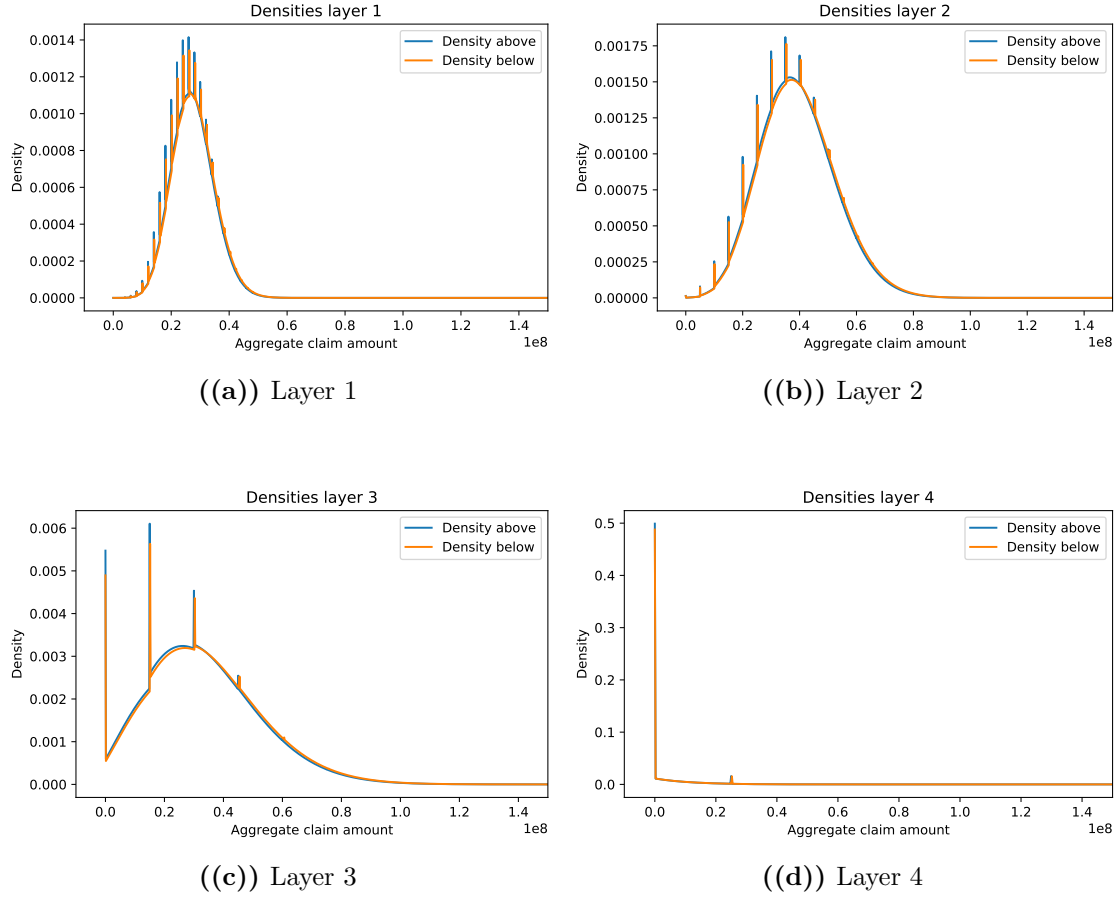 Densities layer 1
Density above
Density below
0.0014
0.0012
0.0010
0.0008
0.0006
0.0004
0.0002
0.0000
Density
0.0 0.2 0.4 0.6 0.8 1.0 1.2 1.4
1e8
Aggregate claim amount
((a)) Layer 1
Densities layer 2
Density above
Density below
0.00175
0.00150
0.00125
0.00100
0.00075
0.00050
0.00025
0.00000
Density
0.0 0.2 0.4 0.6 0.8 1.0 1.2 1.4
1e8
Aggregate claim amount
((b)) Layer 2
Densities layer 3
Density above
Density below
0.006
0.005
0.004
0.003
0.002
0.001
0.000
Density
0.0 0.2 0.4 0.6 0.8 1.0 1.2 1.4
1e8
Aggregate claim amount
((c)) Layer 3
Densities layer 4
Density above
Density below
0.5
0.4
0.3
0.2
0.1
0.0
Density
0.0 0.2 0.4 0.6 0.8 1.0 1.2 1.4
1e8
Aggregate claim amount
((d)) Layer 4